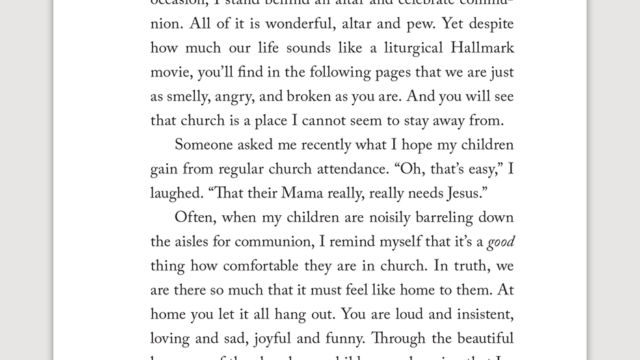 occasion, I stand behind an altar and celebrate commu-
nion. All of it is wonderful, altar and pew. Yet despite
how much our life sounds like a liturgical Hallmark
movie, you’ll find in the following pages that we are just
as smelly, angry, and broken as you are. And you will see
that church is a place I cannot seem to stay away from.
Someone asked me recently what I hope my children
gain from regular church attendance. “Oh, that’s easy,” I
laughed. “That their Mama really, really needs Jesus.”
Often, when my children are noisily barreling down
the aisles for communion, I remind myself that it’s a good
thing how comfortable they are in church. In truth, we
are there so much that it must feel like home to them. At
home you let it all hang out. You are loud and insistent,
loving and sad, joyful and funny. Through the beautiful